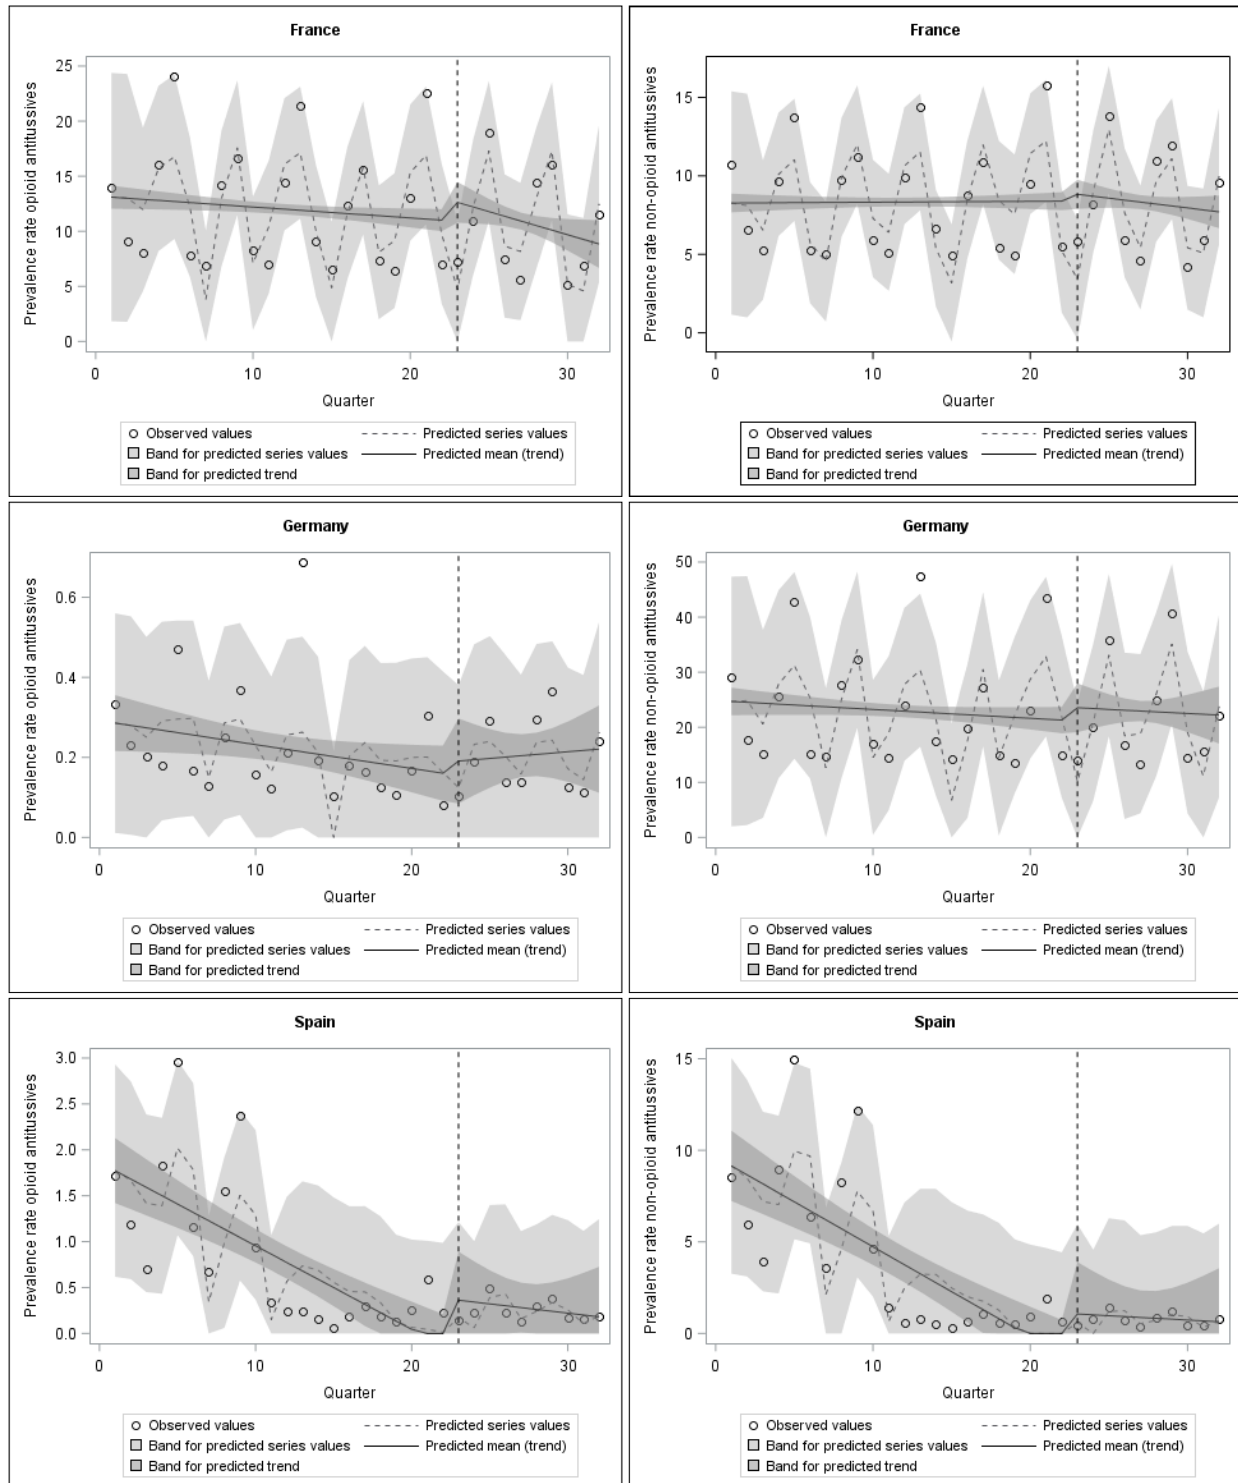 France
Prevalence rate opioid antitussives
25
20
15
10
5
0
0 10 20 30
Quarter
Observed values Predicted series values
Band for predicted series values Predicted mean (trend)
Band for predicted trend
France
Prevalence rate non-opioid antitussives
15
10
5
0
0 10 20 30
Quarter
Observed values Predicted series values
Band for predicted series values Predicted mean (trend)
Band for predicted trend
Germany
Prevalence rate opioid antitussives
0.6
0.4
0.2
0.0
0 10 20 30
Quarter
Observed values Predicted series values
Band for predicted series values Predicted mean (trend)
Band for predicted trend
Germany
Prevalence rate non-opioid antitussives
50
40
30
20
10
0
0 10 20 30
Quarter
Observed values Predicted series values
Band for predicted series values Predicted mean (trend)
Band for predicted trend
Spain
Prevalence rate opioid antitussives
3.0
2.5
2.0
1.5
1.0
0.5
0.0
0 10 20 30
Quarter
Observed values Predicted series values
Band for predicted series values Predicted mean (trend)
Band for predicted trend
Spain
Prevalence rate non-opioid antitussives
15
10
5
0
0 10 20 30
Quarter
Observed values Predicted series values
Band for predicted series values Predicted mean (trend)
Band for predicted trend